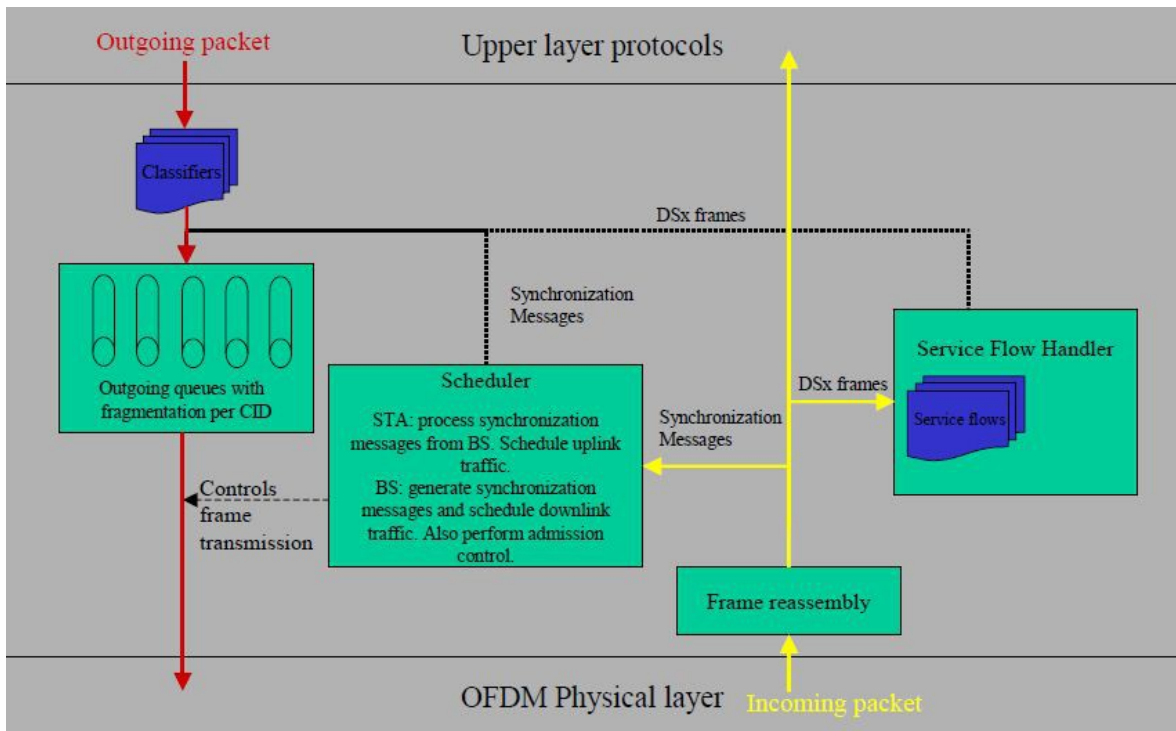 Outgoing packet
Upper layer protocols
Classifiers
DSx frames
Synchronization
Messages
Outgoing queues with
fragmentation per CID
Scheduler
STA: process synchronization
messages from BS. Schedule uplink
traffic.
BS: generate synchronization
messages and schedule downlink
traffic. Also perform admission
control.
Controls
frame
transmission
Synchronization
Messages
DSx frames
Service Flow Handler
Service flows
Frame reassembly
OFDM Physical layer
Incoming packet